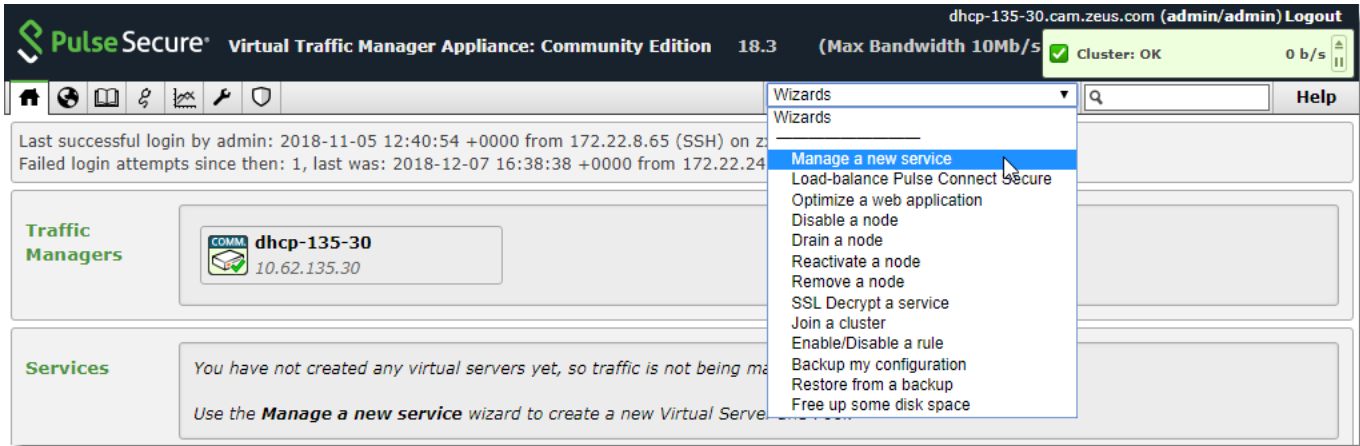 dhcp-135-30.cam.zeus.com (admin/admin) Logout
Pulse Secure® Virtual Traffic Manager Appliance: Community Edition 18.3 (Max Bandwidth 10Mb/s
Cluster: OK 0 b/s
Wizards
Help
Wizards
Manage a new service
Load-balance Pulse Connect Secure
Optimize a web application
Disable a node
Drain a node
Reactivate a node
Remove a node
SSL Decrypt a service
Join a cluster
Enable/Disable a rule
Backup my configuration
Restore from a backup
Free up some disk space
Last successful login by admin: 2018-11-05 12:40:54 +0000 from 172.22.8.65 (SSH) on
Failed login attempts since then: 1, last was: 2018-12-07 16:38:38 +0000 from 172.22.24
Traffic
Managers
COMM.
dhcp-135-30
10.62.135.30
Services
You have not created any virtual servers yet, so traffic is not being ma
Use the Manage a new service wizard to create a new Virtual Server